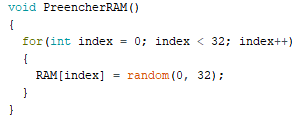 void PreencherRAM()
{
  for(int index = 0; index < 32; index++)
  {
    RAM[index] = random(0, 32);
  }
}